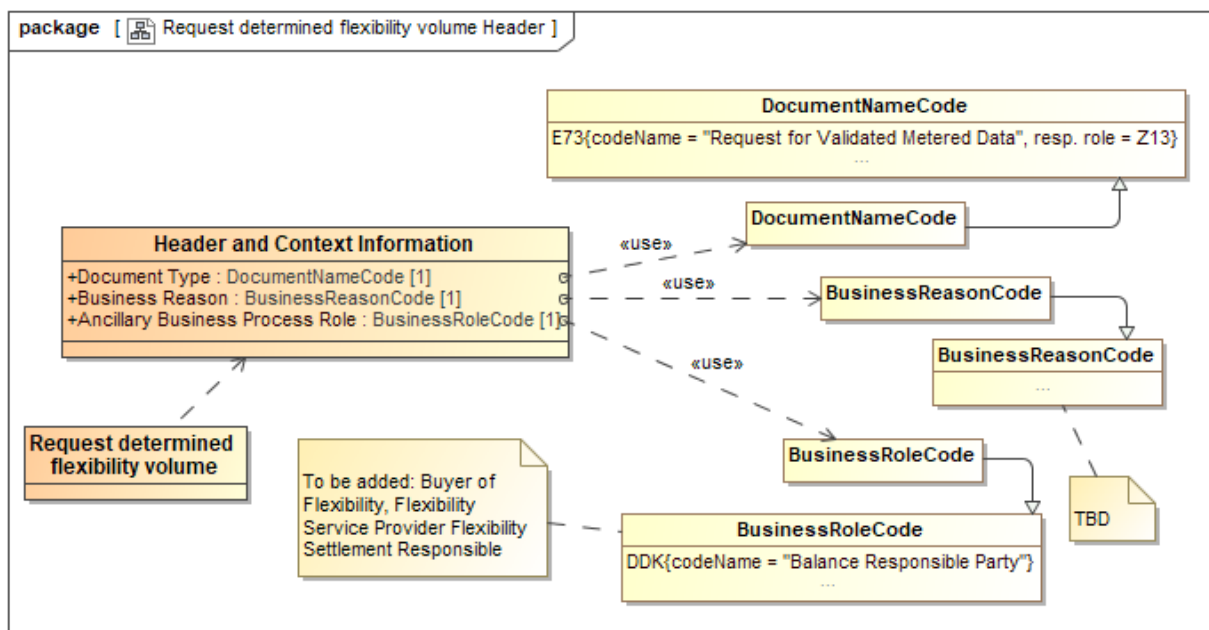 package [ Request determined flexibility volume Header ]
DocumentNameCode
E73{codeName = "Request for Validated Metered Data", resp. role = Z13}
...
DocumentNameCode
Header and Context Information
+Document Type : DocumentNameCode [1]
+Business Reason : BusinessReasonCode [1]
+Ancillary Business Process Role : BusinessRoleCode [1]
«use»
«use»
«use»
BusinessReasonCode
BusinessReasonCode
...
Request determined
flexibility volume
To be added: Buyer of
Flexibility, Flexibility
Service Provider Flexibility
Settlement Responsible
BusinessRoleCode
TBD
BusinessRoleCode
DDK{codeName = "Balance Responsible Party"}
...